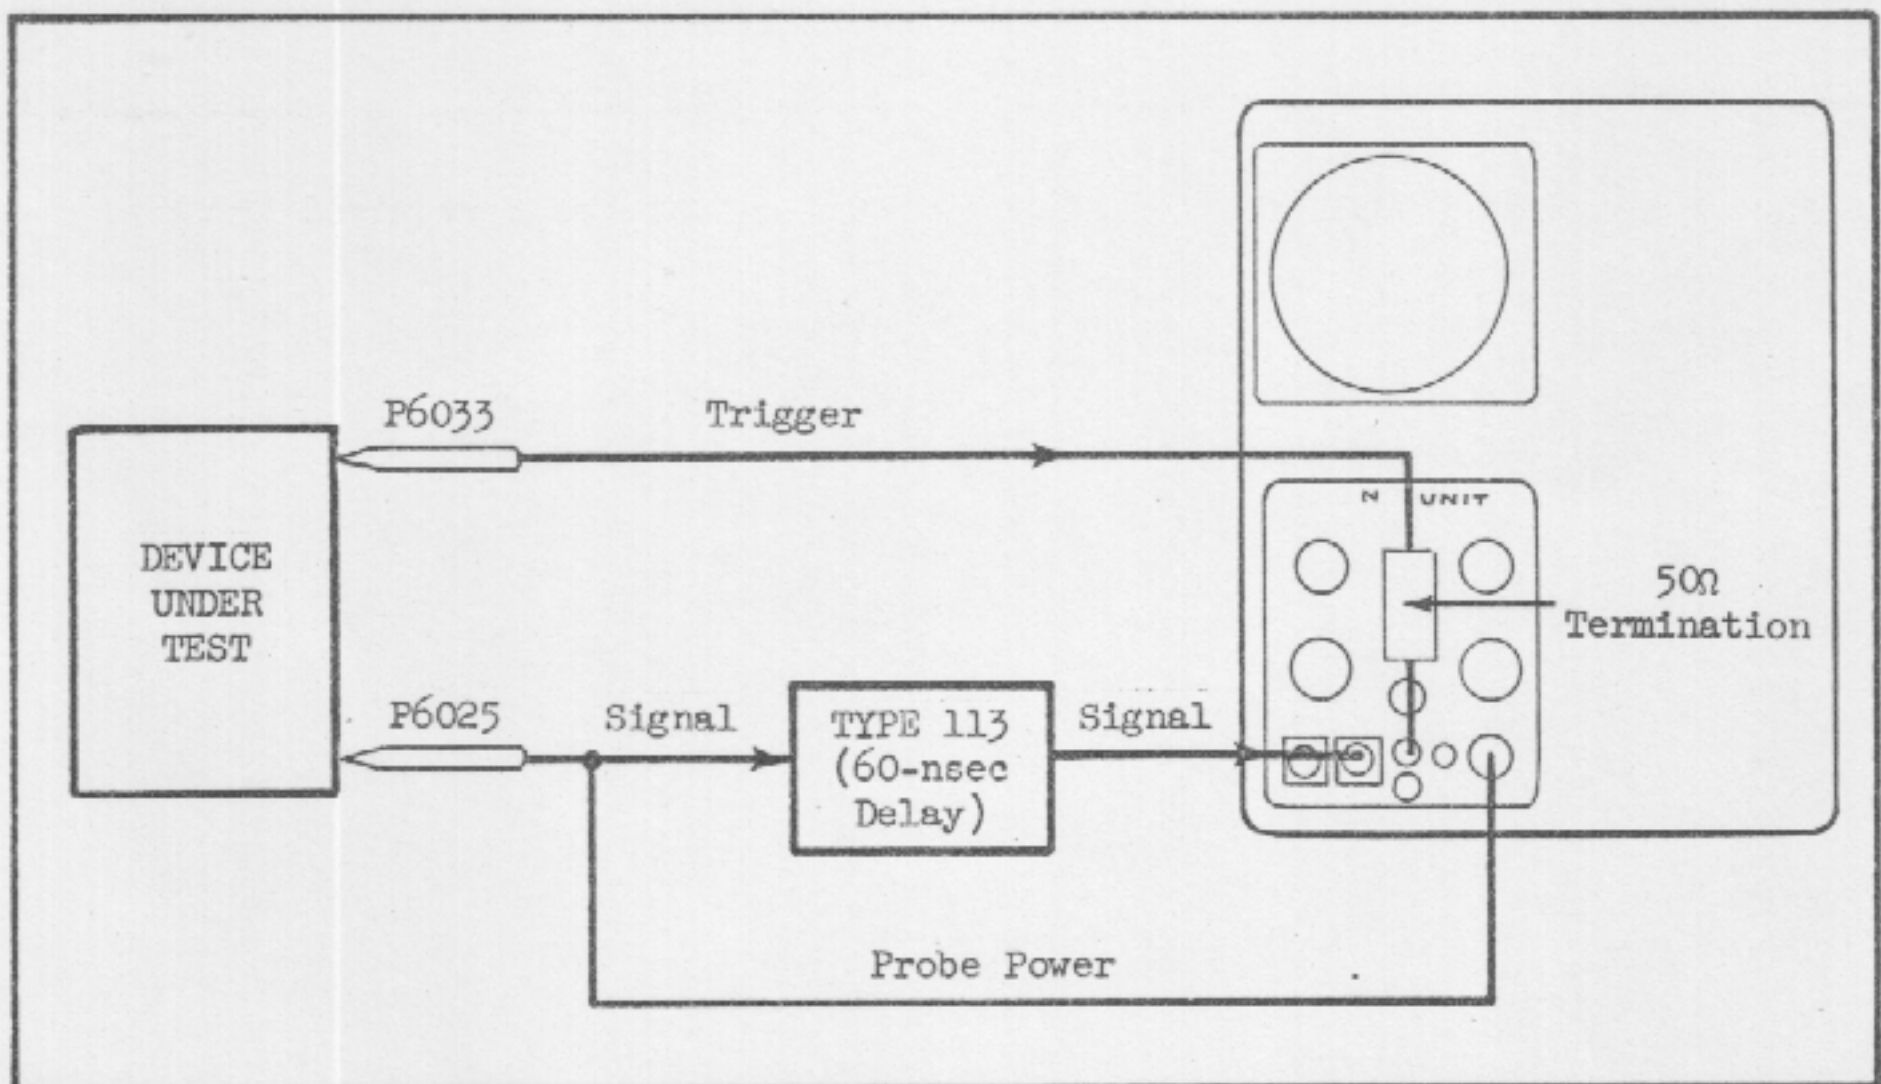 P6033
Trigger
N UNIT
DEVICE
UNDER
TEST
50Ω
Termination
P6025
Signal
TYPE 113
(60-nsec
Delay)
Signal
Probe Power